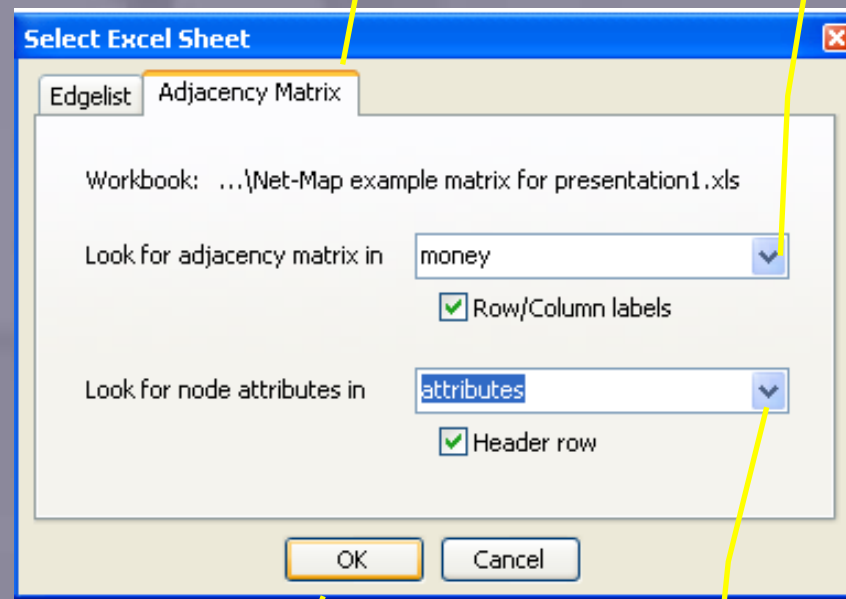 Select Excel Sheet
Edgelist Adjacency Matrix
Workbook: ...\Net-Map example matrix for presentation1.xls
Look for adjacency matrix in money
Row/Column labels
Look for node attributes in attributes
Header row
OK Cancel